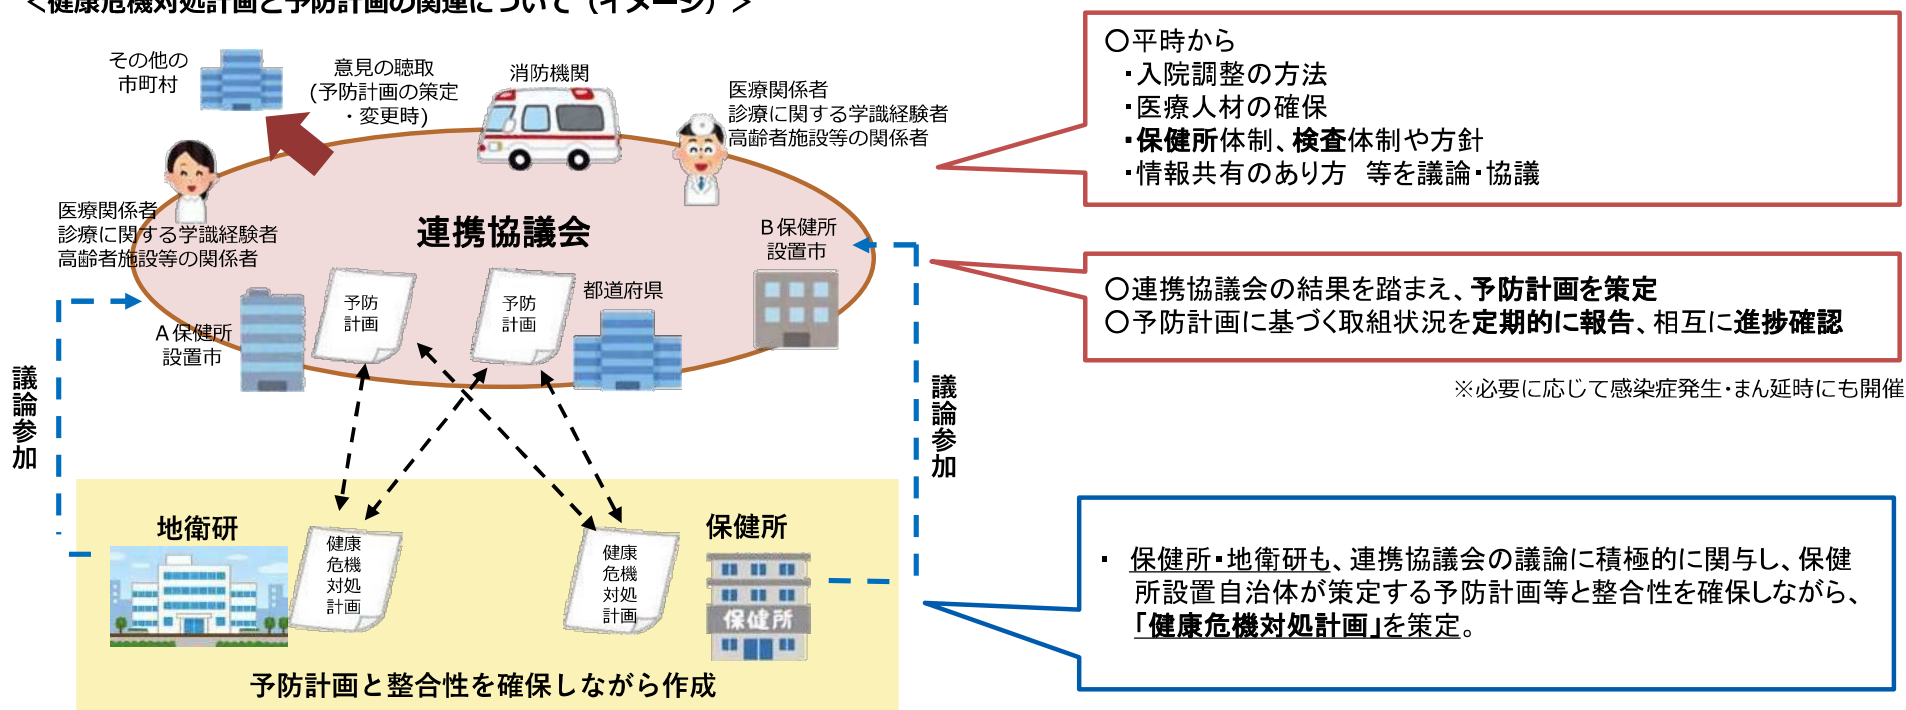 <健康危機対処計画と予防計画の関連について（イメージ）>
その他の
市町村
意見の聴取
(予防計画の策定
・変更時)
消防機関
医療関係者
診療に関する学識経験者
高齢者施設等の関係者
医療関係者
診療に関する学識経験者
高齢者施設等の関係者
連携協議会
B保健所
設置市
予防
計画
予防
計画
都道府県
A保健所
設置市
議論参加
議論参加
地衛研
健康
危機
対処
計画
健康
危機
対処
計画
保健所
保健所
予防計画と整合性を確保しながら作成
○平時から
・入院調整の方法
・医療人材の確保
・保健所体制、検査体制や方針
・情報共有のあり方　等を議論・協議
○連携協議会の結果を踏まえ、予防計画を策定
○予防計画に基づく取組状況を定期的に報告、相互に進捗確認
※必要に応じて感染症発生・まん延時にも開催
・ 保健所・地衛研も、連携協議会の議論に積極的に関与し、保健
所設置自治体が策定する予防計画等と整合性を確保しながら、
「健康危機対処計画」を策定。